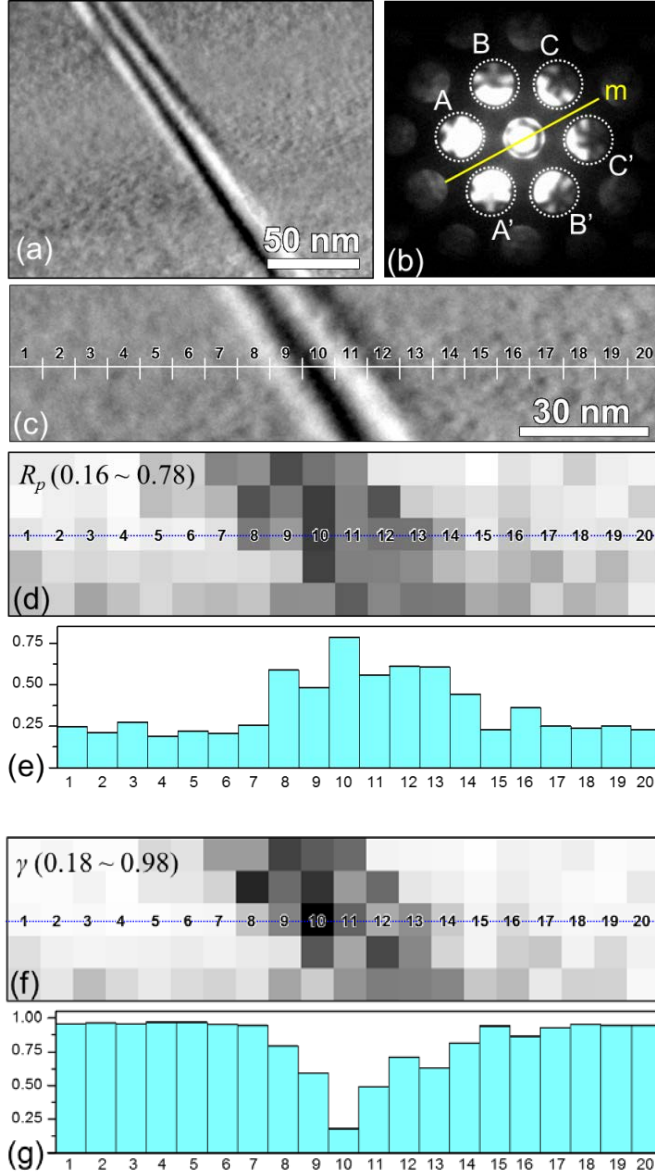 B C
A m
C'
50 nm
(a) A' B'
(b)
1 2 3 4 5 6 7 8 9 10 11 12 13 14 15 16 17 18 19 20
(c) 30 nm
Rp (0.16 ~ 0.78)
1 2 3 4 5 6 7 8 9 10 11 12 13 14 15 16 17 18 19 20
(d)
0.75
0.50
0.25
(e)
1 2 3 4 5 6 7 8 9 10 11 12 13 14 15 16 17 18 19 20
γ (0.18 ~ 0.98)
1 2 3 4 5 6 7 8 9 10 11 12 13 14 15 16 17 18 19 20
(f)
1.00
0.75
0.50
0.25
(g)
1 2 3 4 5 6 7 8 9 10 11 12 13 14 15 16 17 18 19 20